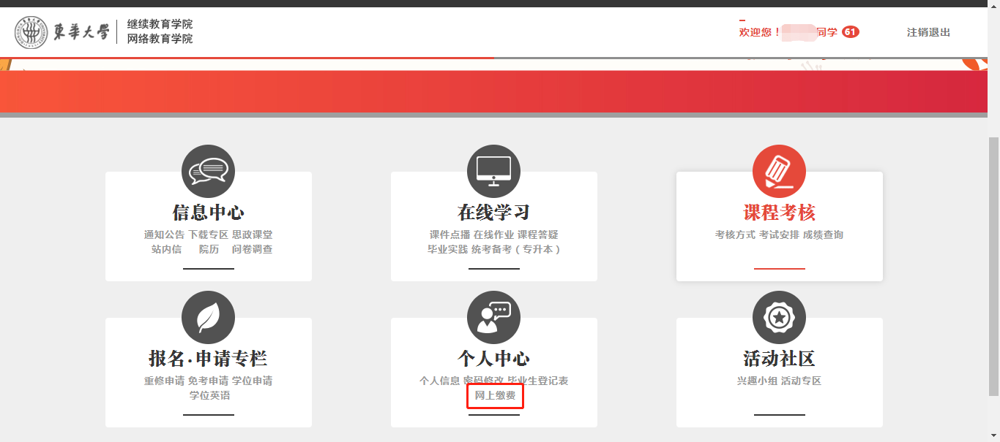 東華大学
继续教育学院
网络教育学院
欢迎您！ 同学 61
注销退出
信息中心
通知公告 下载专区 思政课堂
站内信 院历 问卷调查
在线学习
课件点播 在线作业 课程答疑
毕业实践 统考备考（专升本）
课程考核
考核方式 考试安排 成绩查询
报名·申请专栏
重修申请 免考申请 学位申请
学位英语
个人中心
个人信息 密码修改 毕业生登记表
网上缴费
活动社区
兴趣小组 活动专区